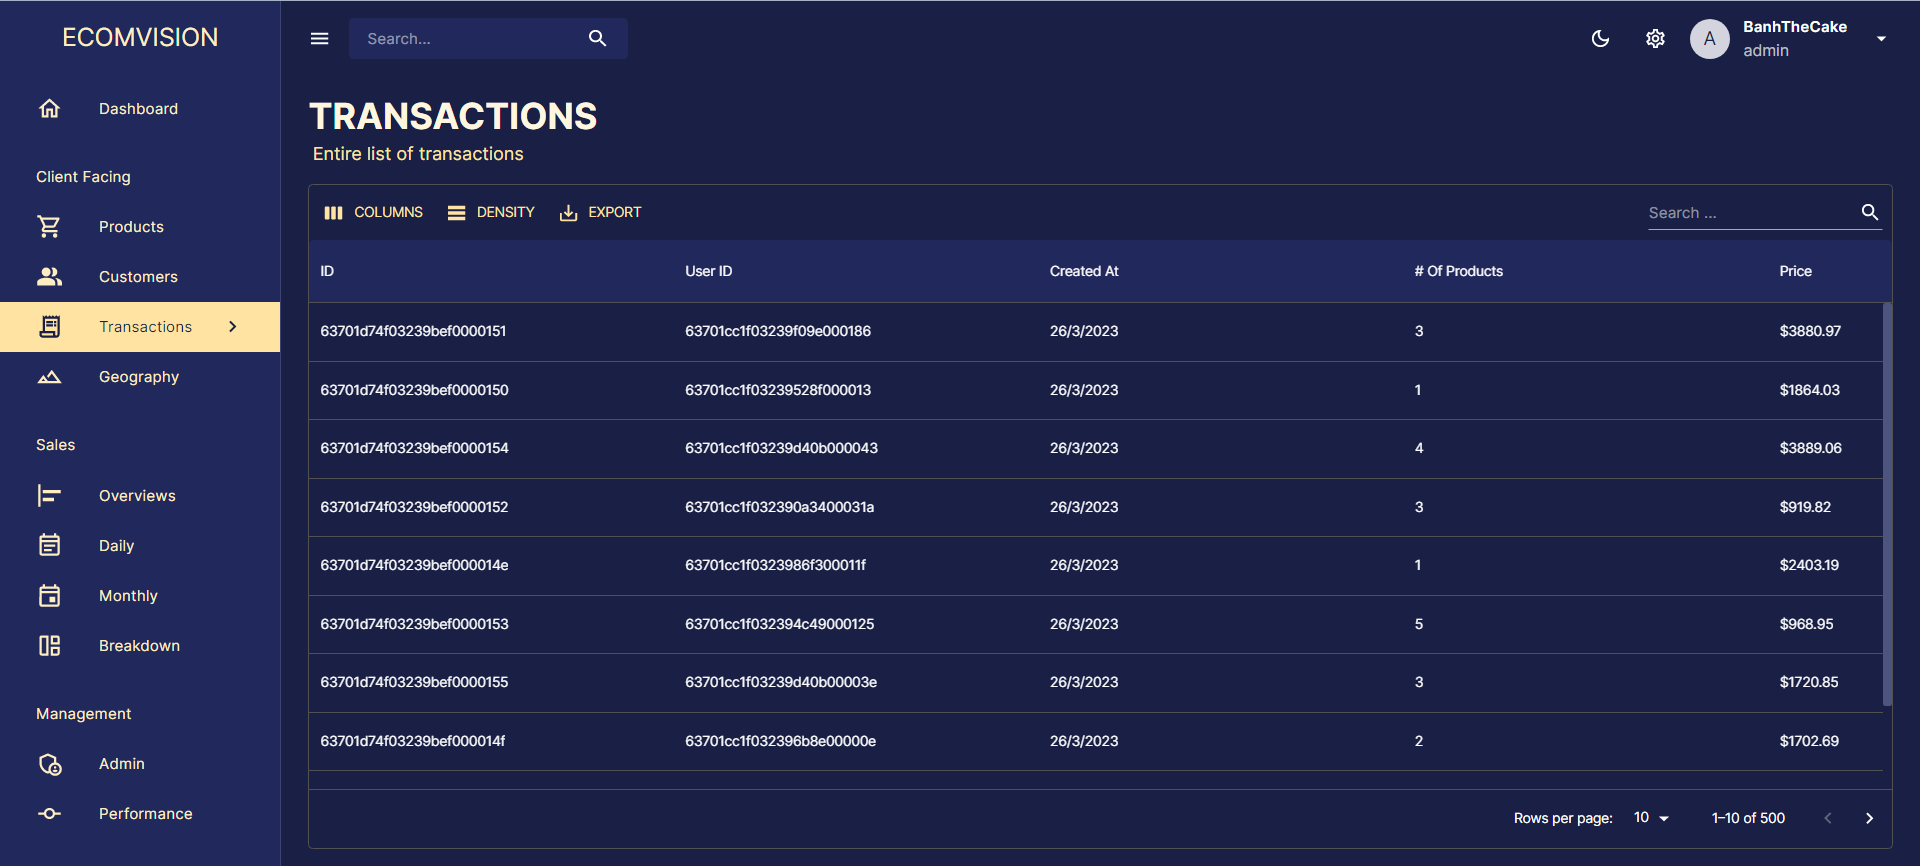 ECOMVISION
Search...
A
BanhTheCake
admin
Dashboard
Client Facing
Products
Customers
Transactions
Geography
Sales
Overviews
Daily
Monthly
Breakdown
Management
Admin
Performance
TRANSACTIONS
Entire list of transactions
COLUMNS DENSITY EXPORT Search ...
ID User ID Created At # Of Products Price
63701d74f03239bef0000151 63701cc1f03239f09e000186 26/3/2023 3 $3880.97
63701d74f03239bef0000150 63701cc1f03239528f000013 26/3/2023 1 $1864.03
63701d74f03239bef0000154 63701cc1f03239d40b000043 26/3/2023 4 $3889.06
63701d74f03239bef0000152 63701cc1f032390a3400031a 26/3/2023 3 $919.82
63701d74f03239bef000014e 63701cc1f0323986f300011f 26/3/2023 1 $2403.19
63701d74f03239bef0000153 63701cc1f032394c49000125 26/3/2023 5 $968.95
63701d74f03239bef0000155 63701cc1f03239d40b00003e 26/3/2023 3 $1720.85
63701d74f03239bef000014f 63701cc1f032396b8e00000e 26/3/2023 2 $1702.69
Rows per page: 10 1–10 of 500